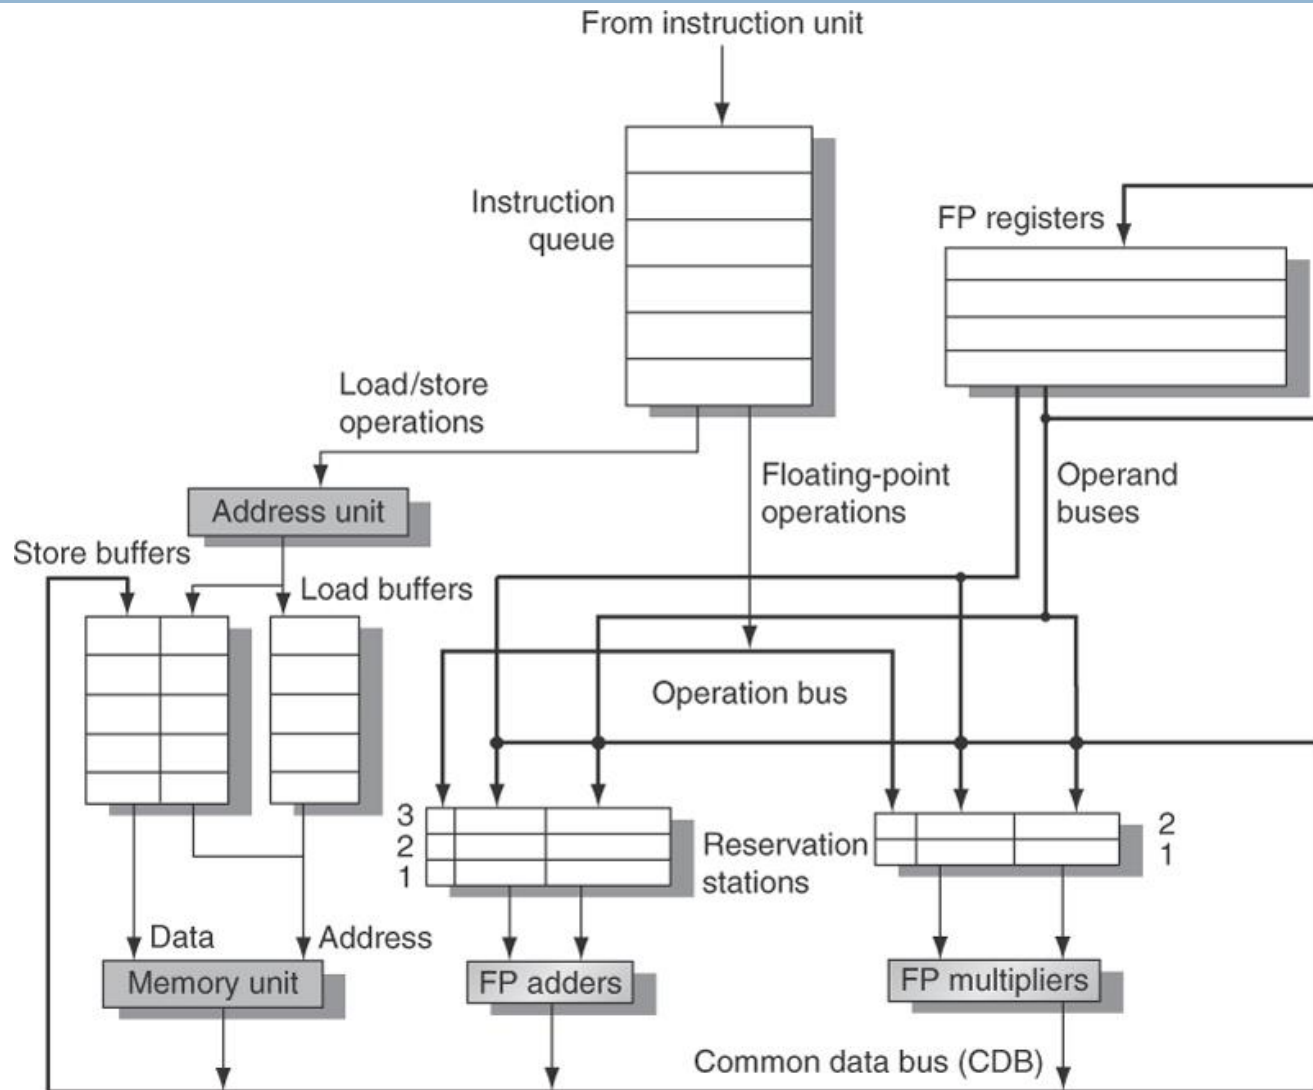 From instruction unit
Instruction
queue
FP registers
Load/store
operations
Floating-point
operations
Operand
buses
Address unit
Store buffers
Load buffers
Operation bus
3
2
1
Reservation
stations
2
1
Data
Address
Memory unit
FP adders
FP multipliers
Common data bus (CDB)